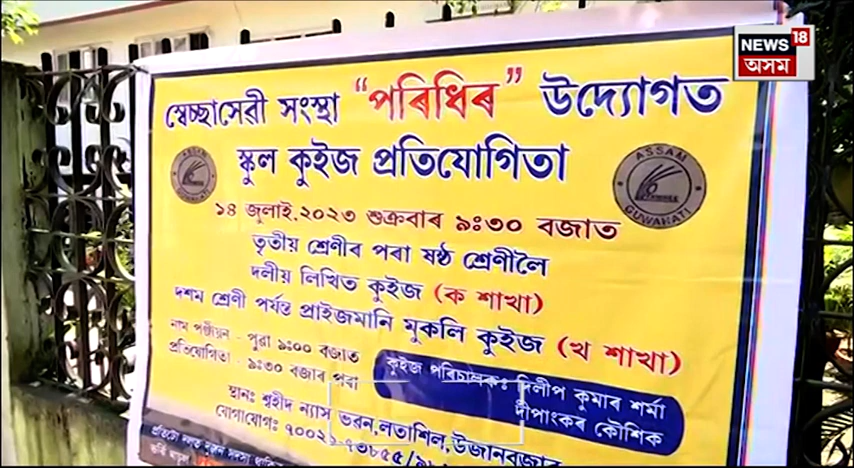 NEWS 18
অসম
স্বেচ্ছাসেৱী সংস্থা “পৰিধিৰ” উদ্যোগত
স্কুল কুইজ প্ৰতিযোগিতা
ASSAM
GUWAHATI
১৪ জুলাই.২০২৩ শুক্ৰবাৰ ৯ঃ৩০ বজাত
তৃতীয় শ্ৰেণীৰ পৰা ষষ্ঠ শ্ৰেণীলৈ
দলীয় লিখিত কুইজ (ক শাখা)
দশম শ্ৰেণী পৰ্যন্ত প্ৰাইজমানি মুকলি কুইজ (খ শাখা)
নাম পঞ্জীয়ন - পুৱা ৯ঃ০০ বজাত
প্ৰতিযোগিতা - ৯ঃ৩০ বজাৰ পৰা
কুইজ পৰিচালকঃ দিলীপ কুমাৰ শৰ্মা
দীপাংকৰ কৌশিক
স্থানঃ শ্বহীদ ন্যাস ভৱন,লতাশিল,উজানবজাৰ
যোগাযোগঃ